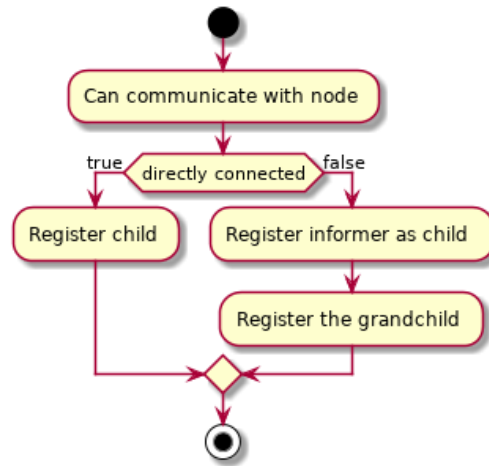 Can communicate with node
true
directly connected
false
Register child
Register informer as child
Register the grandchild